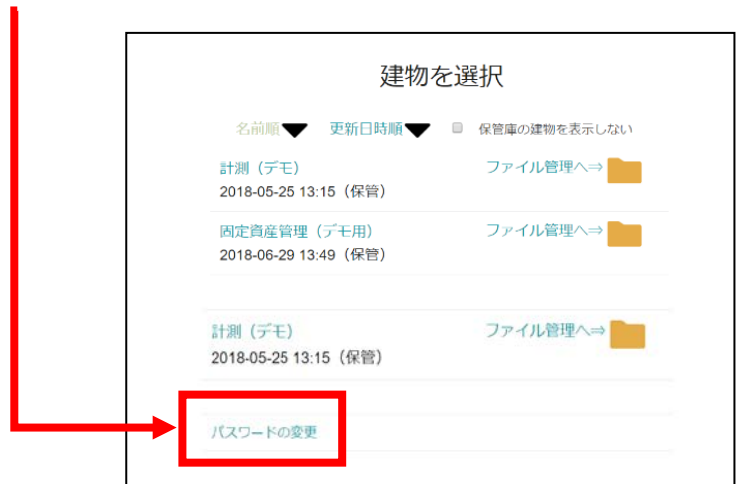 建物を選択
名前順▼ 更新日時順▼ 保管庫の建物を表示しない
計測（デモ） ファイル管理へ⇒
2018-05-25 13:15（保管）
固定資産管理（デモ用） ファイル管理へ⇒
2018-06-29 13:49（保管）
計測（デモ） ファイル管理へ⇒
2018-05-25 13:15（保管）
パスワードの変更